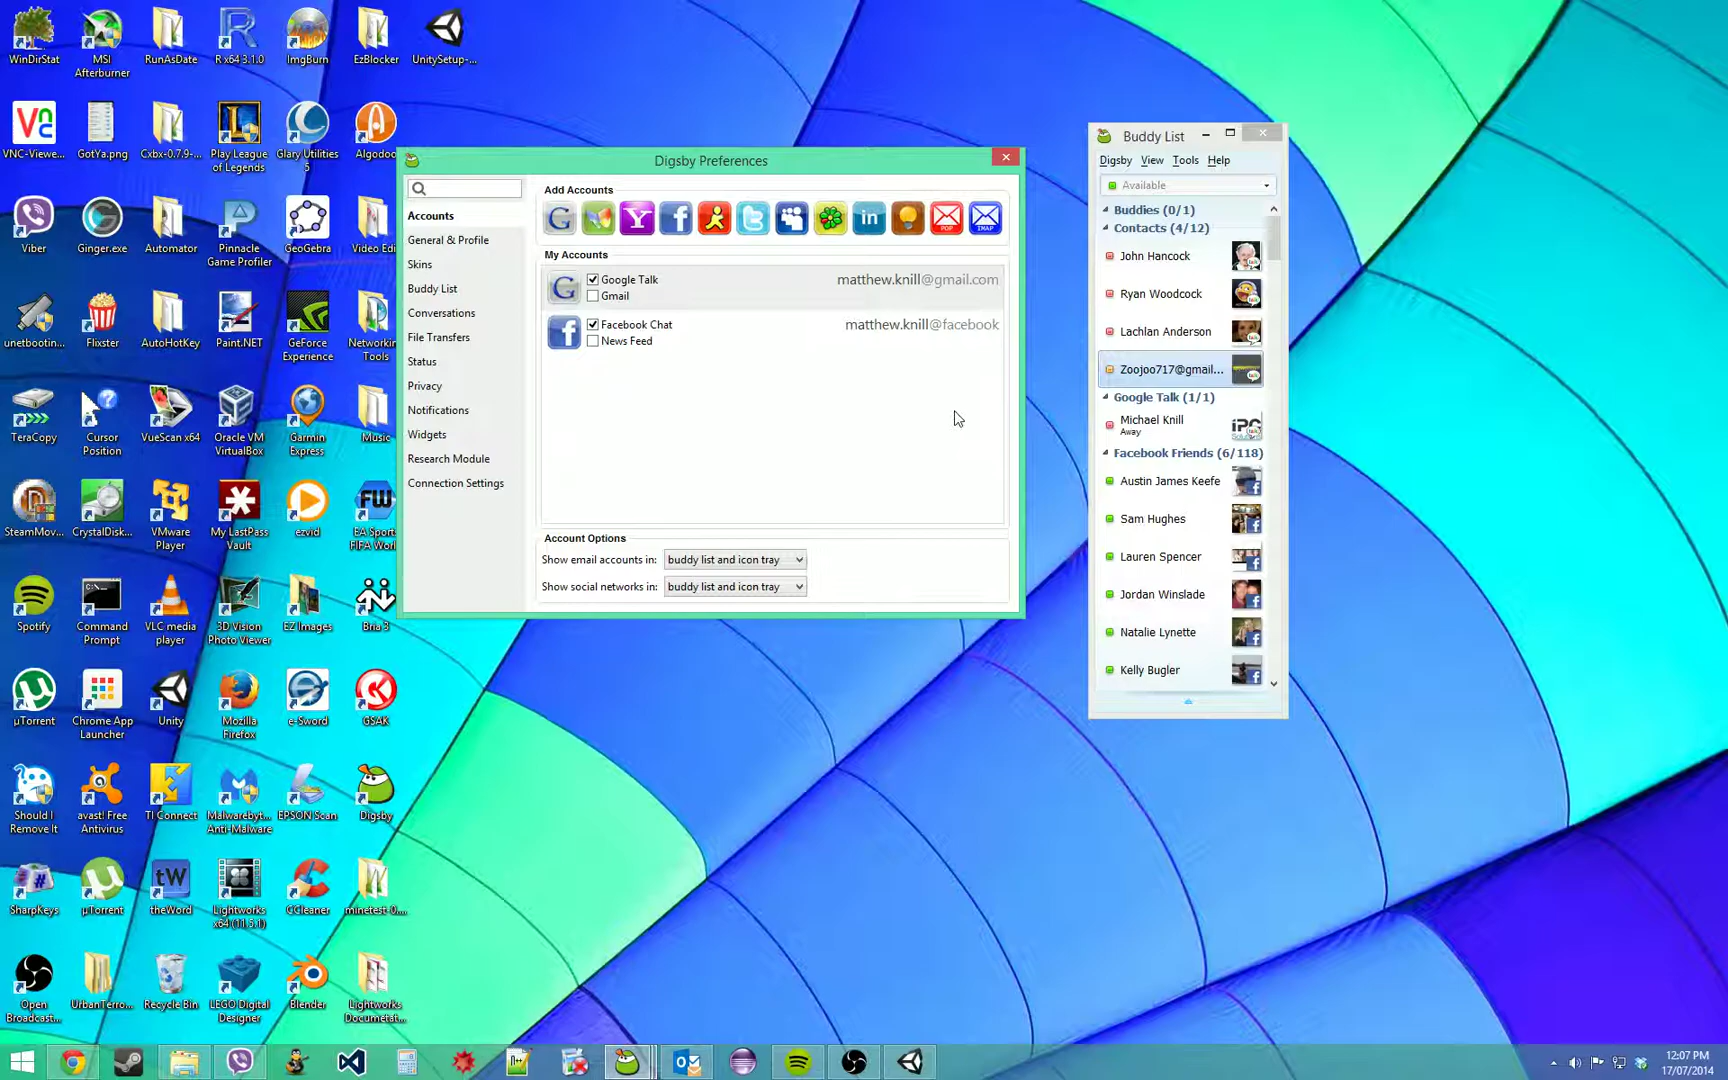 WinDirStat
MSI Afterburner
RunAsDate
R x64 3.1.0
ImgBurn
EzBlocker
UnitySetup-...
VNC-Viewe...
GotYa.png
Cxbx-0.7.9-...
Play League of Legends
Glary Utilities 5
Algodoo
Viber
Ginger.exe
Automator
Pinnacle Game Profiler
GeoGebra
Video Edi
unetbootin...
Flixster
AutoHotKey
Paint.NET
GeForce Experience
Networkin
Tools
TeraCopy
Cursor Position
VueScan x64
Oracle VM VirtualBox
Garmin Express
Music
SteamMov...
CrystalDisk...
VMware Player
My LastPass Vault
ezvid
EA Sports
FIFA Worl
Spotify
Command Prompt
VLC media player
3D Vision Photo Viewer
EZ Images
Bria 3
µTorrent
Chrome App Launcher
Unity
Mozilla Firefox
e-Sword
GSAK
Should I Remove It
avast! Free Antivirus
TI Connect
Malwareby... Anti-Malware
EPSON Scan
Digsby
SharpKeys
µTorrent
theWord
Lightworks x64 (11.5.1)
CCleaner
minetest-0....
Open Broadcast...
UrbanTerro...
Recycle Bin
LEGO Digital Designer
Blender
Lightworks Documetat...
Digsby Preferences
Accounts
General & Profile
Skins
Buddy List
Conversations
File Transfers
Status
Privacy
Notifications
Widgets
Research Module
Connection Settings
Add Accounts
My Accounts
Google Talk
matthew.knill@gmail.com
Gmail
Facebook Chat
matthew.knill@facebook
News Feed
Account Options
Show email accounts in: buddy list and icon tray
Show social networks in: buddy list and icon tray
Buddy List
Digsby View Tools Help
Available
Buddies (0/1)
Contacts (4/12)
John Hancock
Ryan Woodcock
Lachlan Anderson
Zoojoo717@gmail...
Google Talk (1/1)
Michael Knill
Away
Facebook Friends (6/118)
Austin James Keefe
Sam Hughes
Lauren Spencer
Jordan Winslade
Natalie Lynette
Kelly Bugler
12:07 PM
17/07/2014